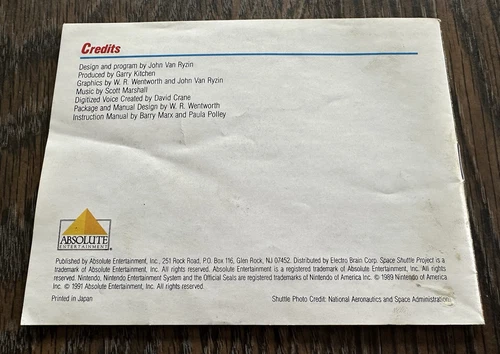 Credits
Design and program by John Van Ryzin
Produced by Garry Kitchen
Graphics by W. R. Wentworth and John Van Ryzin
Music by Scott Marshall
Digitized Voice Created by David Crane
Package and Manual Design by W. R. Wentworth
Instruction Manual by Barry Marx and Paula Polley
ABSOLUTE
ENTERTAINMENT
Published by Absolute Entertainment, Inc., 251 Rock Road, P.O. Box 116, Glen Rock, NJ 07452. Distributed by Electro Brain Corp. Space Shuttle Project is a
trademark of Absolute Entertainment, Inc. All rights reserved. Absolute Entertainment is a registered trademark of Absolute Entertainment, Inc. All rights
reserved. Nintendo, Nintendo Entertainment System and the Official Seals are registered trademarks of Nintendo of America Inc. © 1989 Nintendo of America
Inc. © 1991 Absolute Entertainment, Inc. All rights reserved.
Printed in Japan
Shuttle Photo Credit: National Aeronautics and Space Administration